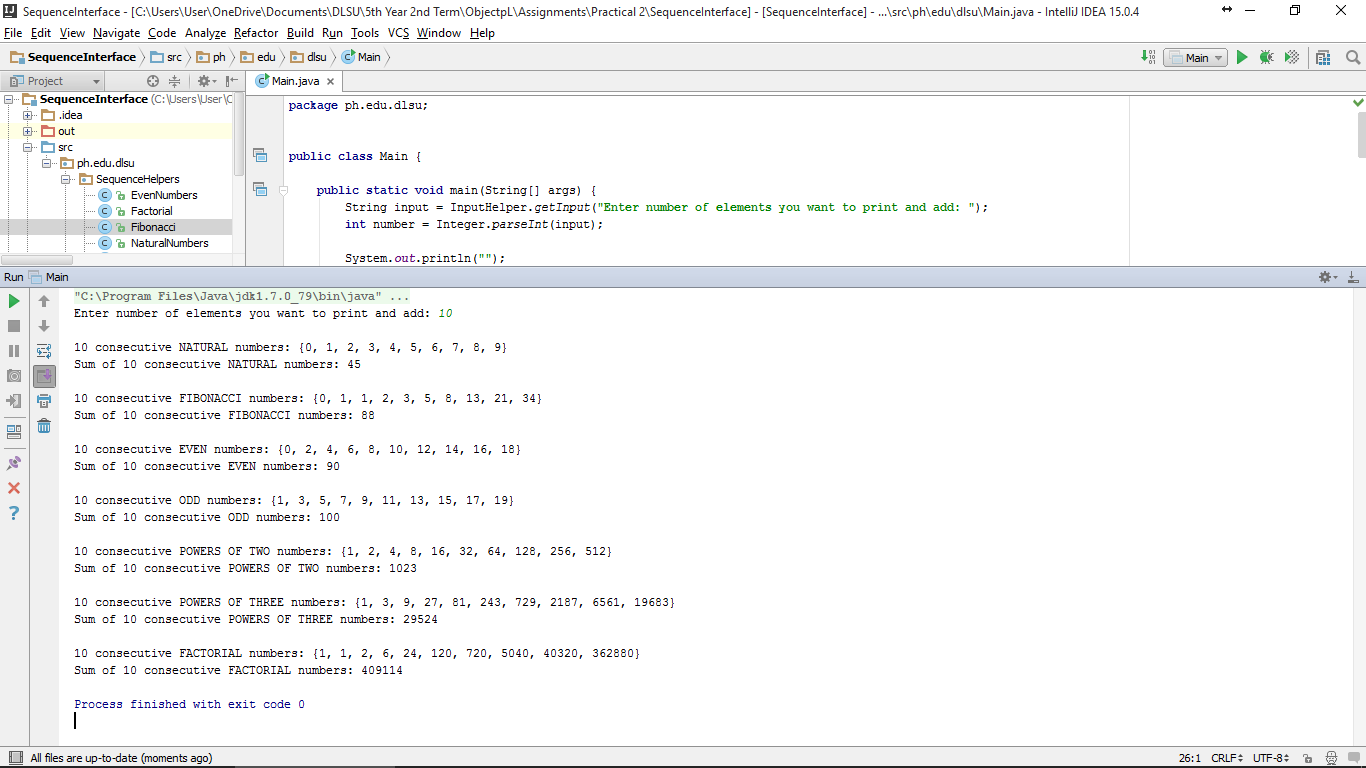 SequenceInterface - [C:\Users\User\OneDrive\Documents\DLSU\5th Year 2nd Term\ObjectpL\Assignments\Practical 2\SequenceInterface] - [SequenceInterface] - ...\src\ph\edu\dlsu\Main.java - IntelliJ IDEA 15.0.4
File Edit View Navigate Code Analyze Refactor Build Run Tools VCS Window Help
SequenceInterface src ph edu dlsu Main
Main
Project
Main.java
SequenceInterface (C:\Users\User\C
.idea
out
src
ph.edu.dlsu
SequenceHelpers
EvenNumbers
Factorial
Fibonacci
NaturalNumbers
package ph.edu.dlsu;
public class Main {
public static void main(String[] args) {
String input = InputHelper.getInput("Enter number of elements you want to print and add: ");
int number = Integer.parseInt(input);
System.out.println("");
Run Main
"C:\Program Files\Java\jdk1.7.0_79\bin\java" ...
Enter number of elements you want to print and add: 10
10 consecutive NATURAL numbers: {0, 1, 2, 3, 4, 5, 6, 7, 8, 9}
Sum of 10 consecutive NATURAL numbers: 45
10 consecutive FIBONACCI numbers: {0, 1, 1, 2, 3, 5, 8, 13, 21, 34}
Sum of 10 consecutive FIBONACCI numbers: 88
10 consecutive EVEN numbers: {0, 2, 4, 6, 8, 10, 12, 14, 16, 18}
Sum of 10 consecutive EVEN numbers: 90
10 consecutive ODD numbers: {1, 3, 5, 7, 9, 11, 13, 15, 17, 19}
Sum of 10 consecutive ODD numbers: 100
10 consecutive POWERS OF TWO numbers: {1, 2, 4, 8, 16, 32, 64, 128, 256, 512}
Sum of 10 consecutive POWERS OF TWO numbers: 1023
10 consecutive POWERS OF THREE numbers: {1, 3, 9, 27, 81, 243, 729, 2187, 6561, 19683}
Sum of 10 consecutive POWERS OF THREE numbers: 29524
10 consecutive FACTORIAL numbers: {1, 1, 2, 6, 24, 120, 720, 5040, 40320, 362880}
Sum of 10 consecutive FACTORIAL numbers: 409114
Process finished with exit code 0
All files are up-to-date (moments ago)
26:1 CRLF UTF-8